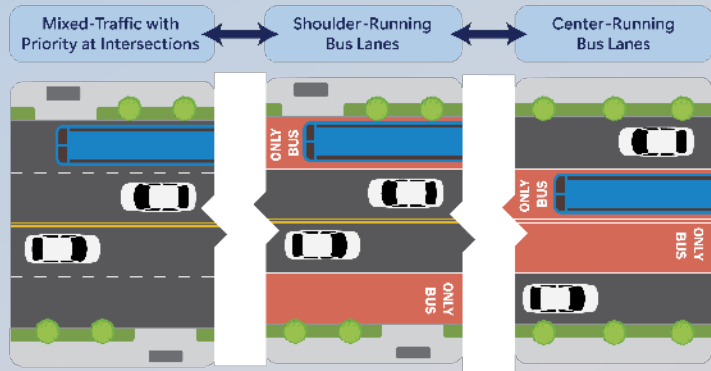 Mixed-Traffic with
Priority at Intersections
Shoulder-Running
Bus Lanes
Center-Running
Bus Lanes
ONLY
BUS
ONLY
BUS
ONLY
BUS
ONLY
BUS